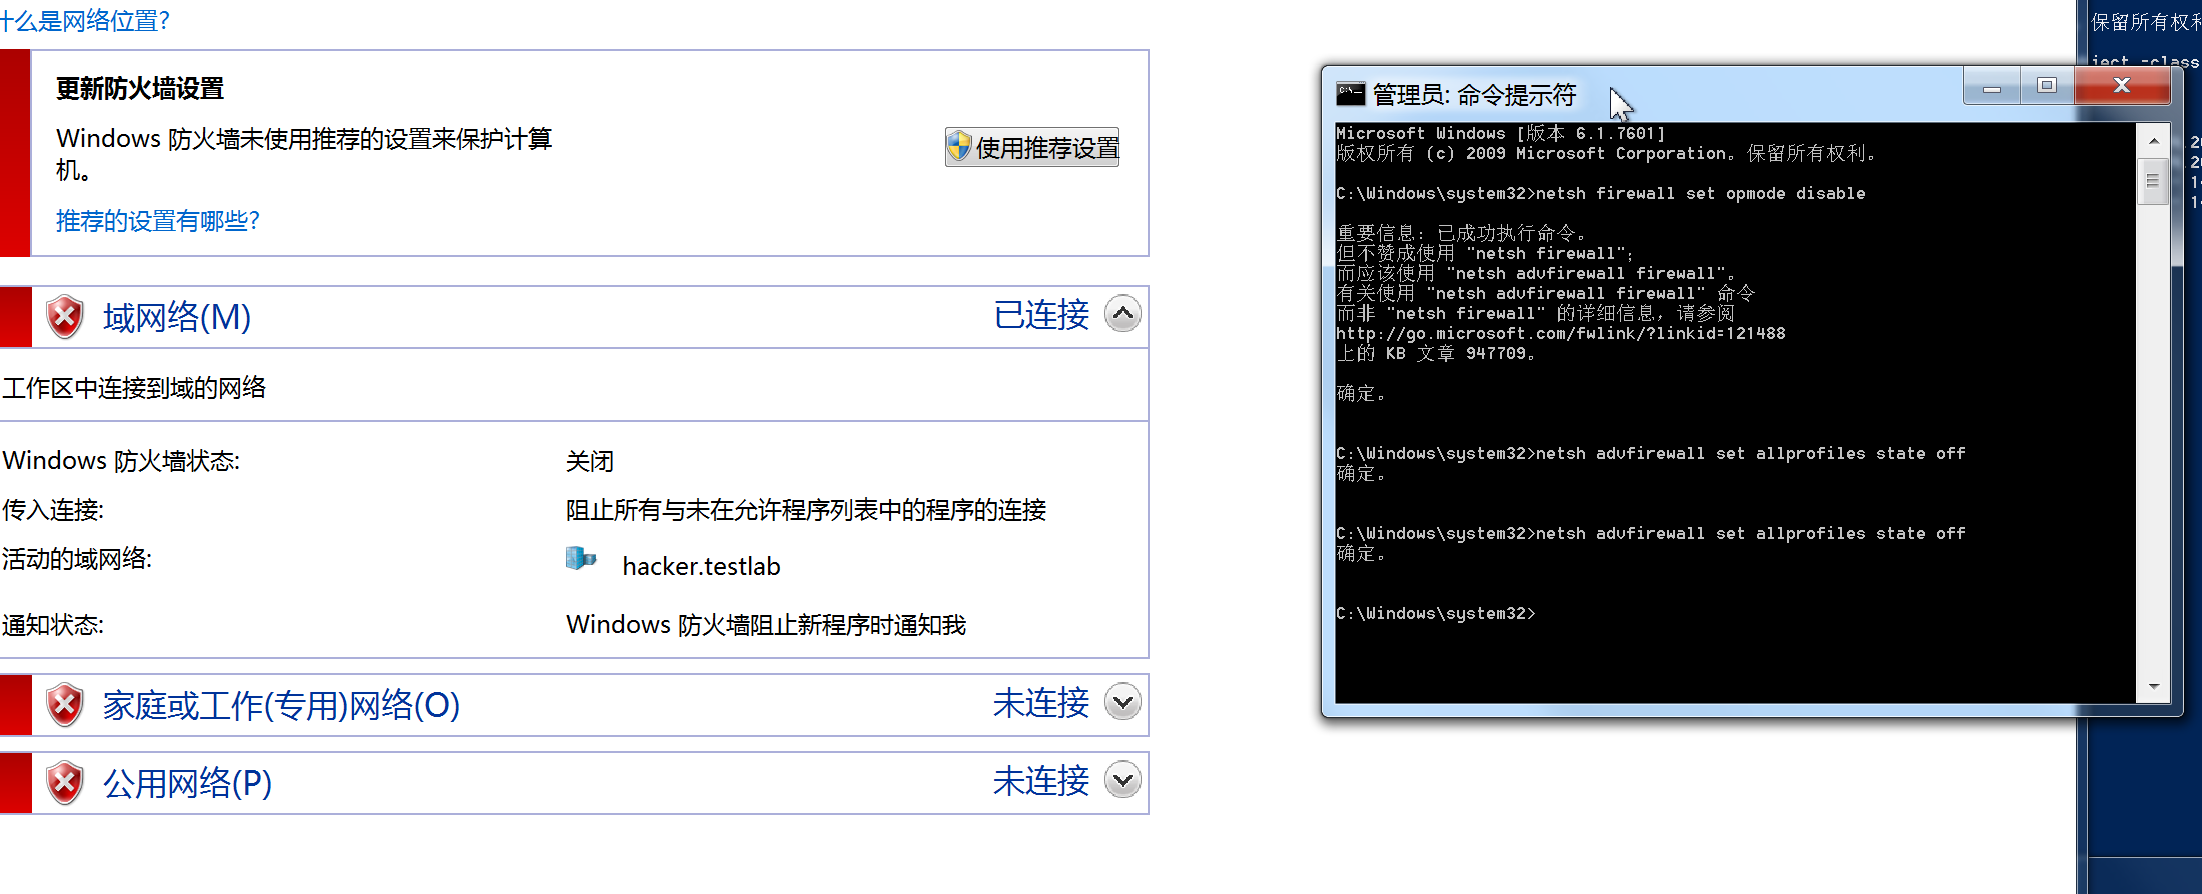 什么是网络位置?
更新防火墙设置
Windows 防火墙未使用推荐的设置来保护计算
机。
使用推荐设置
推荐的设置有哪些?
域网络(M)
已连接
工作区中连接到域的网络
Windows 防火墙状态:
关闭
传入连接:
阻止所有与未在允许程序列表中的程序的连接
活动的域网络:
hacker.testlab
通知状态:
Windows 防火墙阻止新程序时通知我
家庭或工作(专用)网络(O)
未连接
公用网络(P)
未连接
管理员: 命令提示符
Microsoft Windows [版本 6.1.7601]
版权所有 (c) 2009 Microsoft Corporation。保留所有权利。
C:\Windows\system32>netsh firewall set opmode disable
重要信息: 已成功执行命令。
但不赞成使用 "netsh firewall";
而应该使用 "netsh advfirewall firewall"。
有关使用 "netsh advfirewall firewall" 命令
而非 "netsh firewall" 的详细信息，请参阅
http://go.microsoft.com/fwlink/?linkid=121488
上的 KB 文章 947709。
确定。
C:\Windows\system32>netsh advfirewall set allprofiles state off
确定。
C:\Windows\system32>netsh advfirewall set allprofiles state off
确定。
C:\Windows\system32>
保留所有权利
ject -class